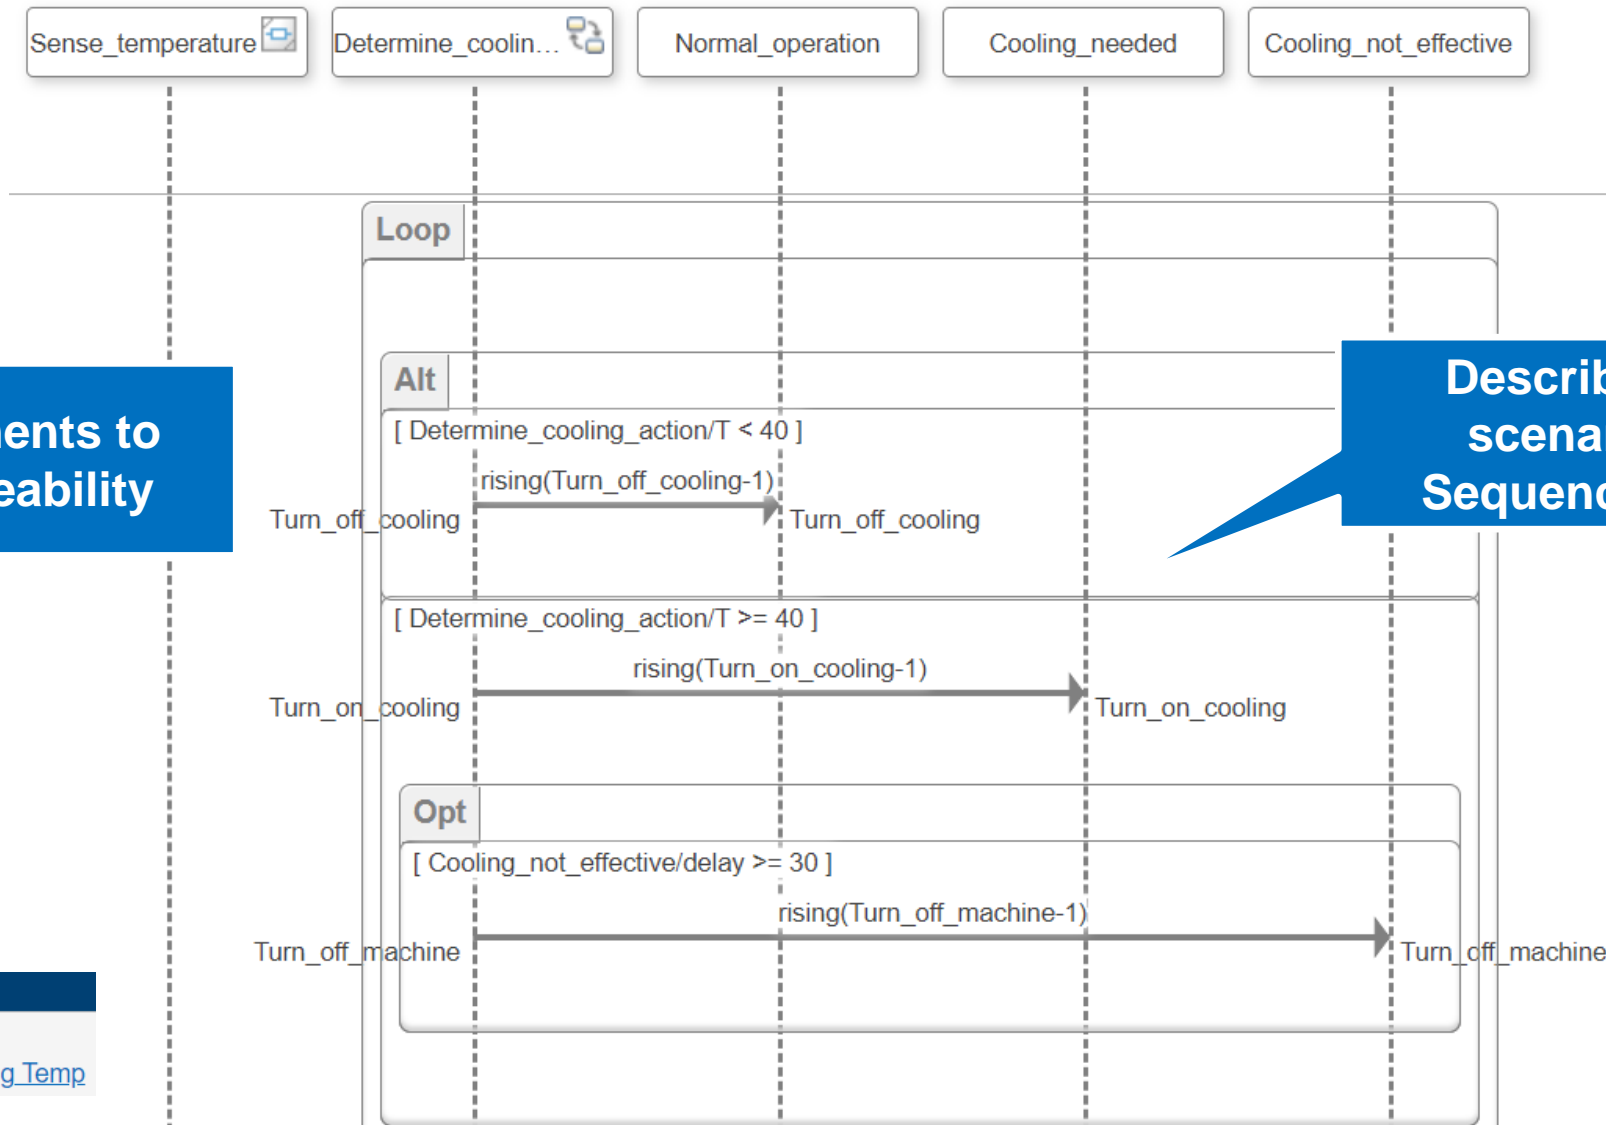 Sense_temperature
Determine_coolin...
Normal_operation
Cooling_needed
Cooling_not_effective
Loop
Alt
[ Determine_cooling_action/T < 40 ]
rising(Turn_off_cooling-1)
Turn_off_cooling
Turn_off_cooling
ents to
eability
Describ
scena
Sequenc
[ Determine_cooling_action/T >= 40 ]
rising(Turn_on_cooling-1)
Turn_on_cooling
Turn_on_cooling
Opt
[ Cooling_not_effective/delay >= 30 ]
rising(Turn_off_machine-1)
Turn_off_machine
Turn_off_machine
g Temp